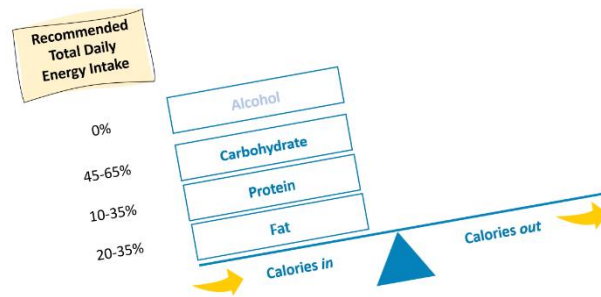 Recommended
Total Daily
Energy Intake
Alcohol
0%
Carbohydrate
45-65%
Protein
10-35%
Fat
20-35%
Calories in
Calories out